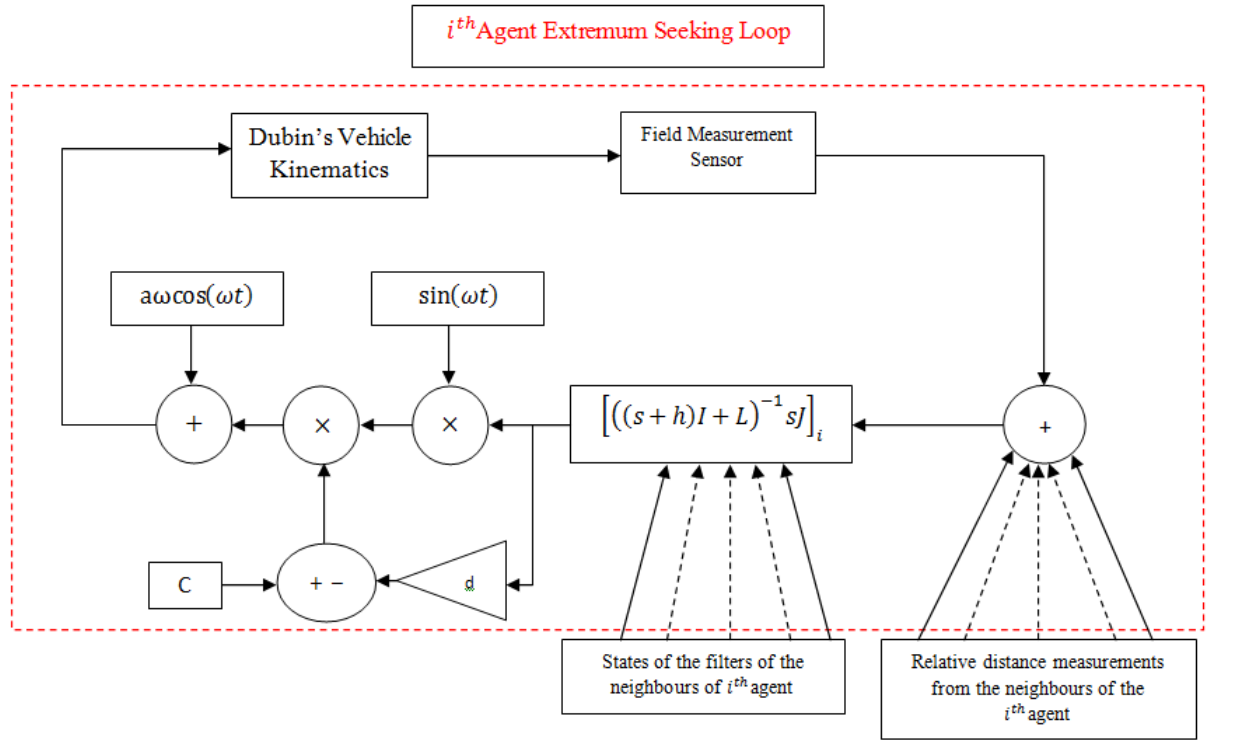 i^{th}Agent Extremum Seeking Loop
Dubin's Vehicle
Kinematics
Field Measurement
Sensor
aωcos(ωt)
sin(ωt)
+
×
×
[((s + h)I + L)^{-1} sJ]_i
+
C
+ −
d
States of the filters of the
neighbours of i^{th} agent
Relative distance measurements
from the neighbours of the
i^{th} agent